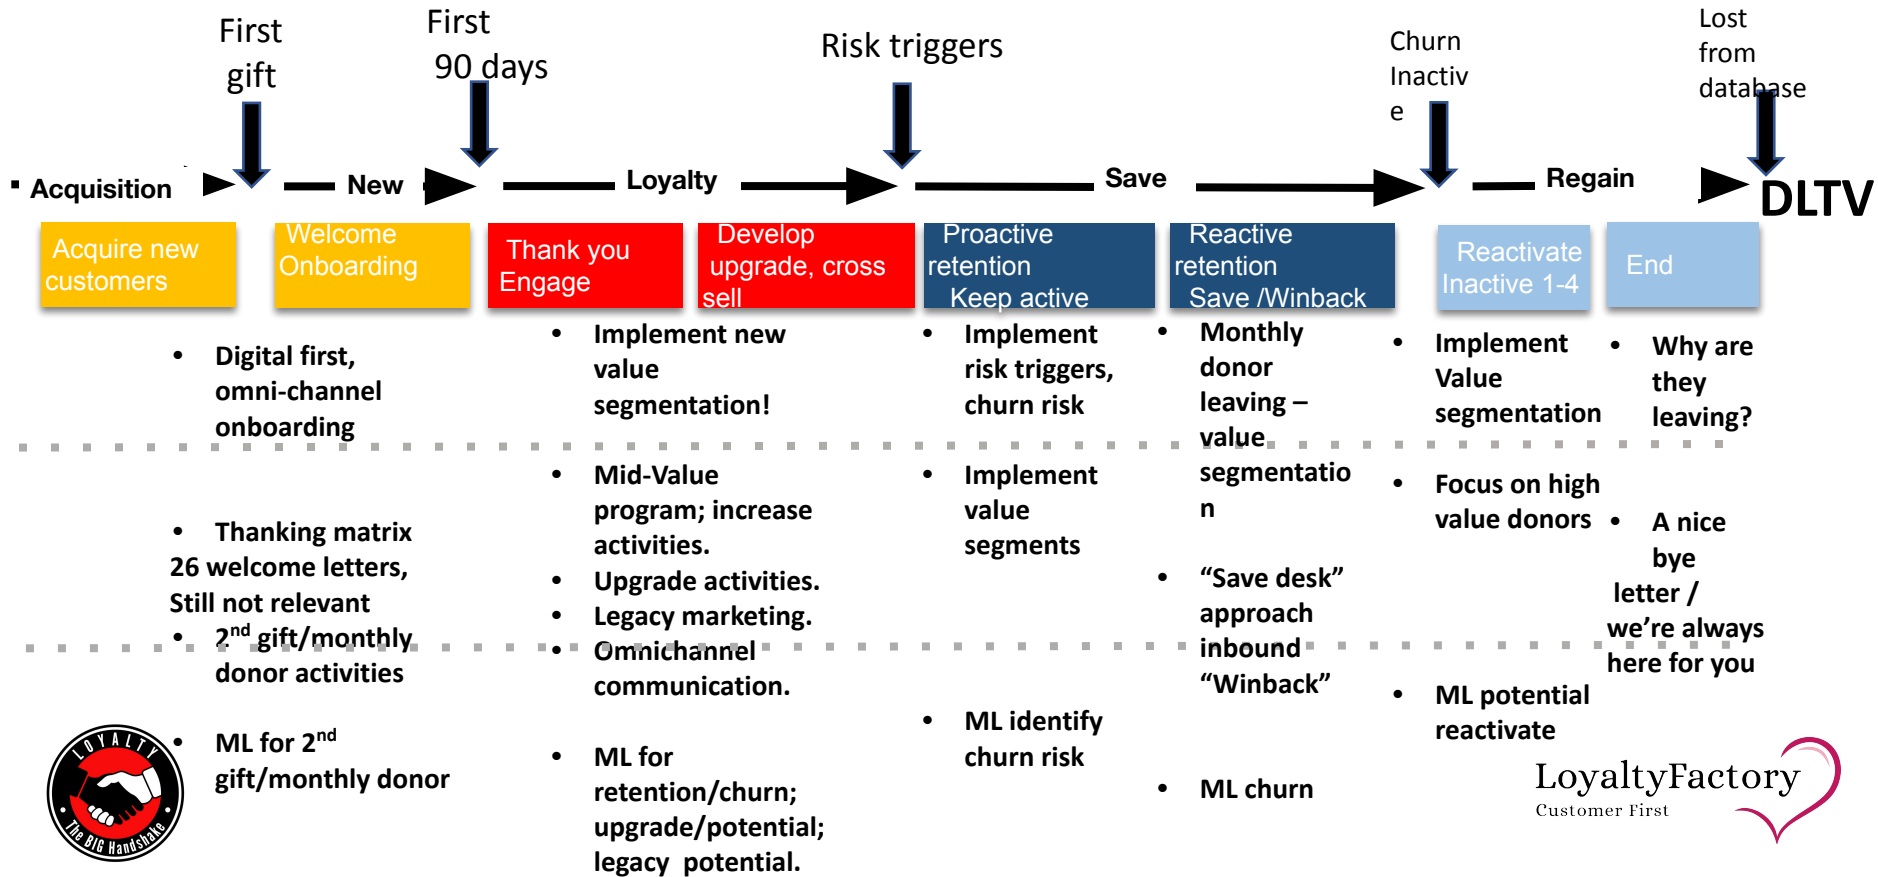 First
gift
First
90 days
Risk triggers
Churn
Inactiv
e
Lost
from
database
Acquisition
New
Loyalty
Save
Regain
DLTV
Acquire new
customers
Welcome
Onboarding
Thank you
Engage
Develop
upgrade, cross
sell
Proactive
retention
Keep active
Reactive
retention
Save /Winback
Reactivate
Inactive 1-4
End
• Digital first,
omni-channel
onboarding
• Thanking matrix
26 welcome letters,
Still not relevant
• 2nd gift/monthly
donor activities
• ML for 2nd
gift/monthly donor
• Implement new
value
segmentation!
• Mid-Value
program; increase
activities.
• Upgrade activities.
• Legacy marketing.
• Omnichannel
communication.
• ML for
retention/churn;
upgrade/potential;
legacy potential.
• Implement
risk triggers,
churn risk
• Implement
value
segments
• ML identify
churn risk
• Monthly
donor
leaving –
value
segmentatio
n
• “Save desk”
approach
inbound
“Winback”
• ML churn
• Implement
Value
segmentation
• Focus on high
value donors
• ML potential
reactivate
• Why are
they
leaving?
• A nice
bye
letter /
we’re always
here for you
LOYALTY
The BIG Handshake
LoyaltyFactory
Customer First